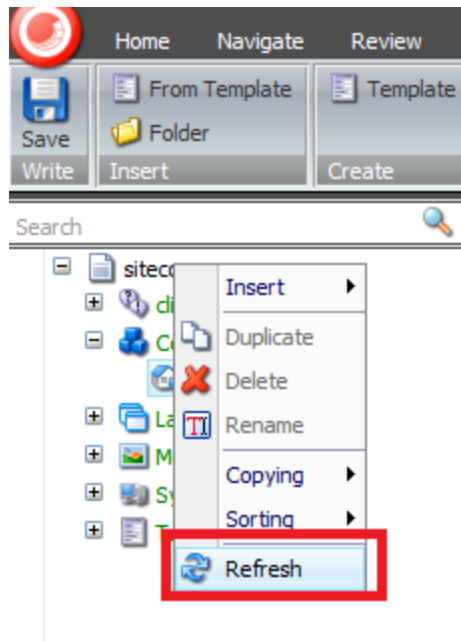 Home Navigate Review
From Template
Template
Folder
Save
Write Insert Create
Search
siteco
Insert
Duplicate
Delete
Rename
Copying
Sorting
Refresh